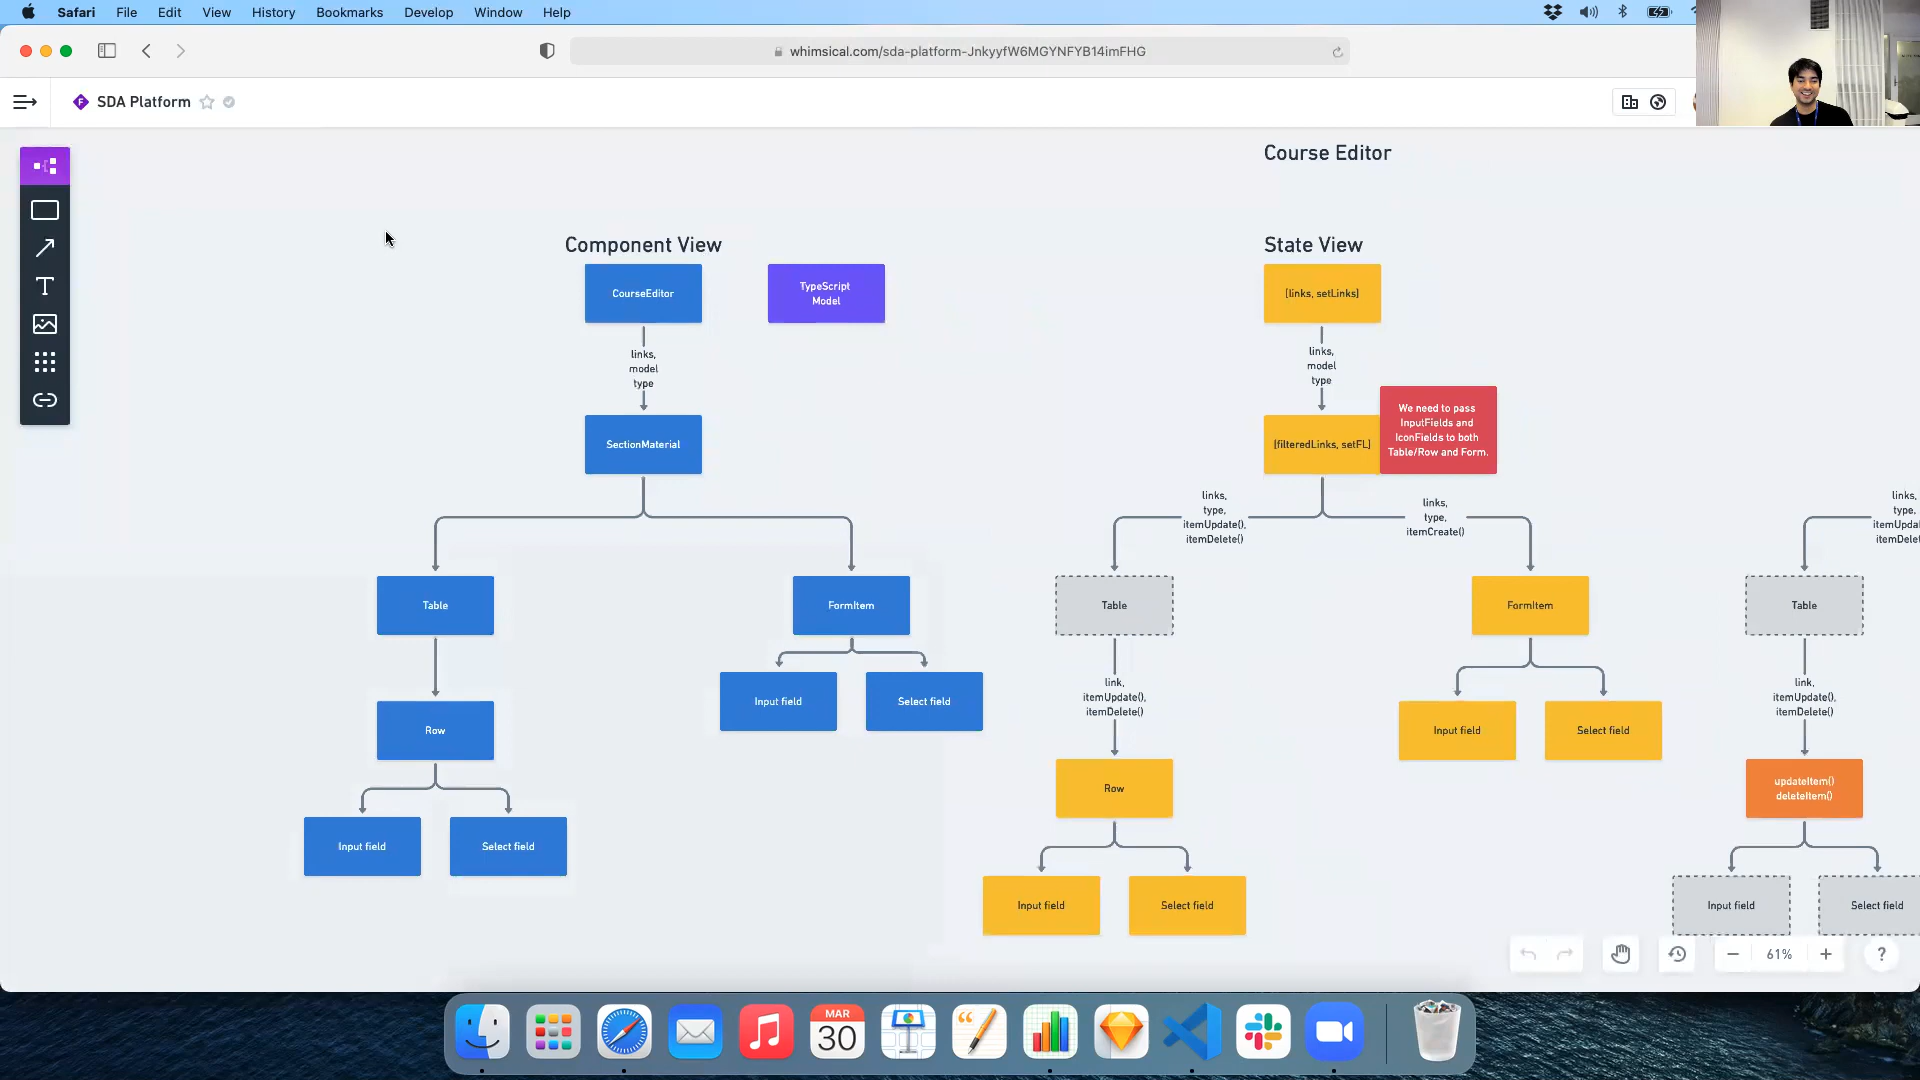 Safari File Edit View History Bookmarks Develop Window Help
whimsical.com/sda-platform-JnkyyfW6MGYNFYB14imFHG
SDA Platform
Course Editor
Component View
State View
CourseEditor
TypeScript
Model
[links, setLinks]
links,
model
type
links,
model
type
SectionMaterial
[filteredLinks, setFL]
We need to pass
InputFields and
IconFields to both
Table/Row and Form.
links,
type,
itemUpdate(),
itemDelete()
links,
type,
itemCreate()
links,
type,
Table
FormItem
Table
FormItem
Table
Input field
Select field
link,
itemUpdate(),
itemDelete()
link,
itemUpdate(),
itemDelete()
Row
Input field
Select field
Row
updateItem()
deleteItem()
Input field
Select field
Input field
Select field
Input field
Select field
61%
?
MAR
30